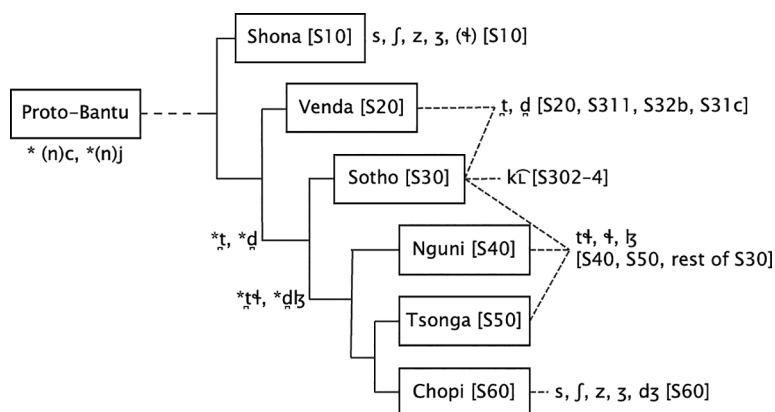 Shona [S10]
s, ʃ, z, ʒ, (ɬ) [S10]
Proto-Bantu
* (n)c, *(n)j
Venda [S20]
t̪, d̪ [S20, S311, S32b, S31c]
Sotho [S30]
k͡ʟ [S302-4]
*t̪, *d̪
Nguni [S40]
tɬ, ɬ, ɮ
[S40, S50, rest of S30]
*t̪ɬ, *d̪ɮ
Tsonga [S50]
Chopi [S60]
s, ʃ, z, ʒ, dʒ [S60]